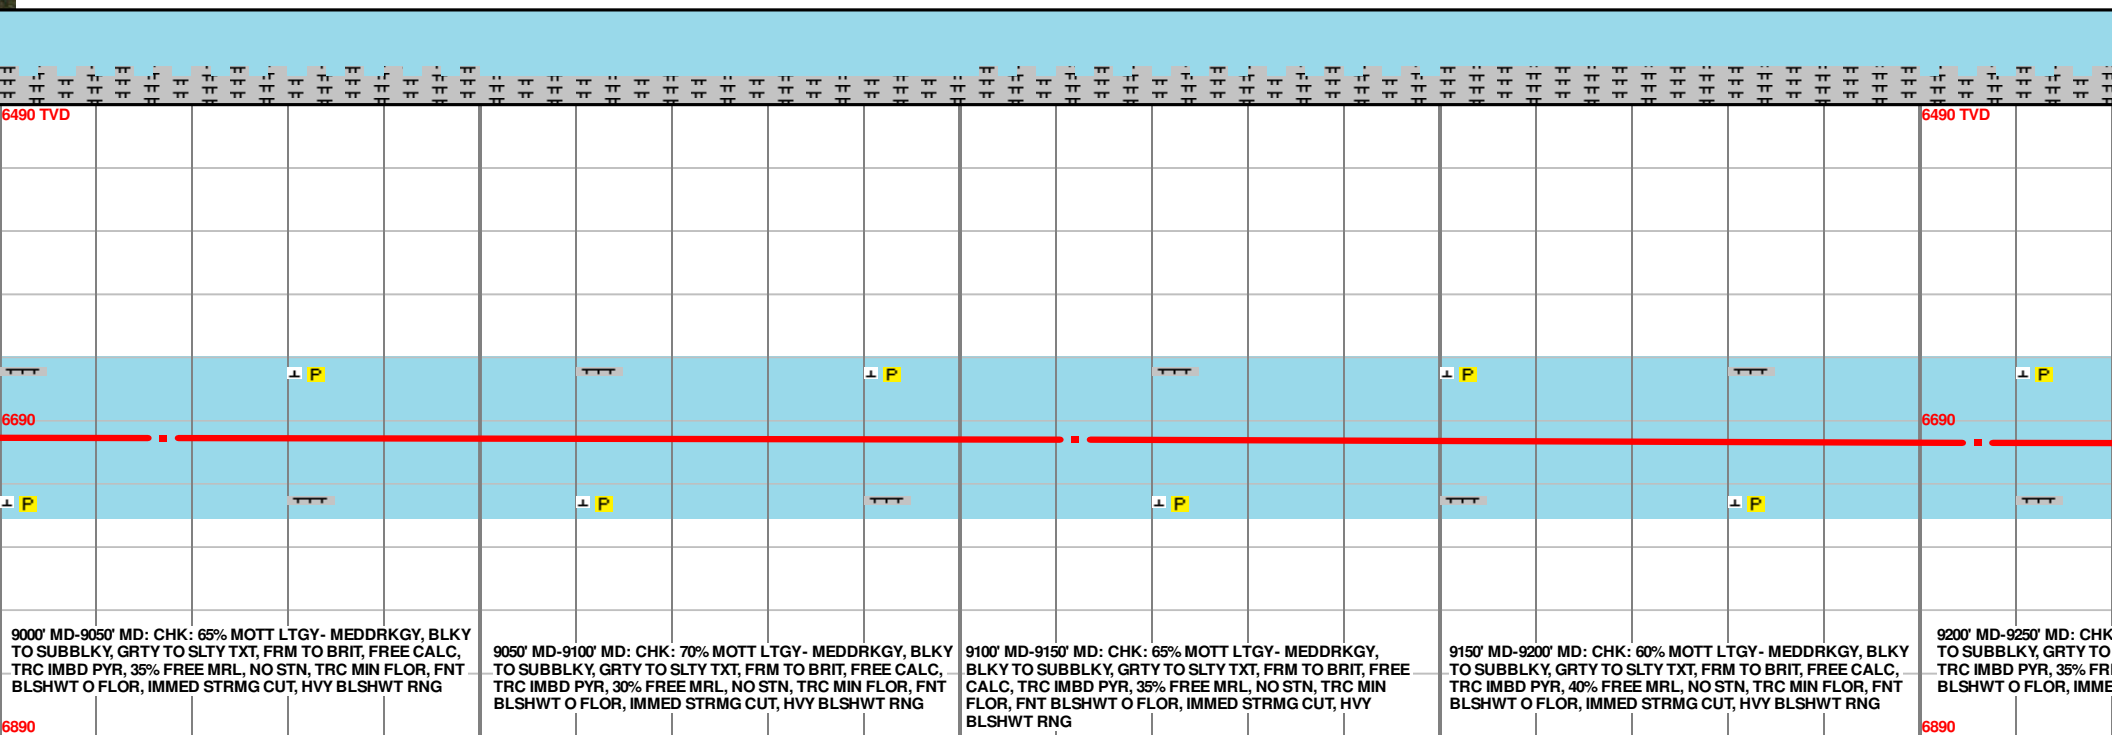 6490 TVD
6490 TVD
P
P
P
P
6690
6690
P
P
P
P
9000' MD-9050' MD: CHK: 65% MOTT LTGY- MEDDRKGY, BLKY
TO SUBBLKY, GRTY TO SLTY TXT, FRM TO BRIT, FREE CALC,
TRC IMBD PYR, 35% FREE MRL, NO STN, TRC MIN FLOR, FNT
BLSHWT O FLOR, IMMED STRMG CUT, HVY BLSHWT RNG
9050' MD-9100' MD: CHK: 70% MOTT LTGY- MEDDRKGY, BLKY
TO SUBBLKY, GRTY TO SLTY TXT, FRM TO BRIT, FREE CALC,
TRC IMBD PYR, 30% FREE MRL, NO STN, TRC MIN FLOR, FNT
BLSHWT O FLOR, IMMED STRMG CUT, HVY BLSHWT RNG
9100' MD-9150' MD: CHK: 65% MOTT LTGY- MEDDRKGY,
BLKY TO SUBBLKY, GRTY TO SLTY TXT, FRM TO BRIT, FREE
CALC, TRC IMBD PYR, 35% FREE MRL, NO STN, TRC MIN
FLOR, FNT BLSHWT O FLOR, IMMED STRMG CUT, HVY
BLSHWT RNG
9150' MD-9200' MD: CHK: 60% MOTT LTGY- MEDDRKGY, BLKY
TO SUBBLKY, GRTY TO SLTY TXT, FRM TO BRIT, FREE CALC,
TRC IMBD PYR, 40% FREE MRL, NO STN, TRC MIN FLOR, FNT
BLSHWT O FLOR, IMMED STRMG CUT, HVY BLSHWT RNG
9200' MD-9250' MD: CHK
TO SUBBLKY, GRTY TO
TRC IMBD PYR, 35% FR
BLSHWT O FLOR, IMME
6890
6890